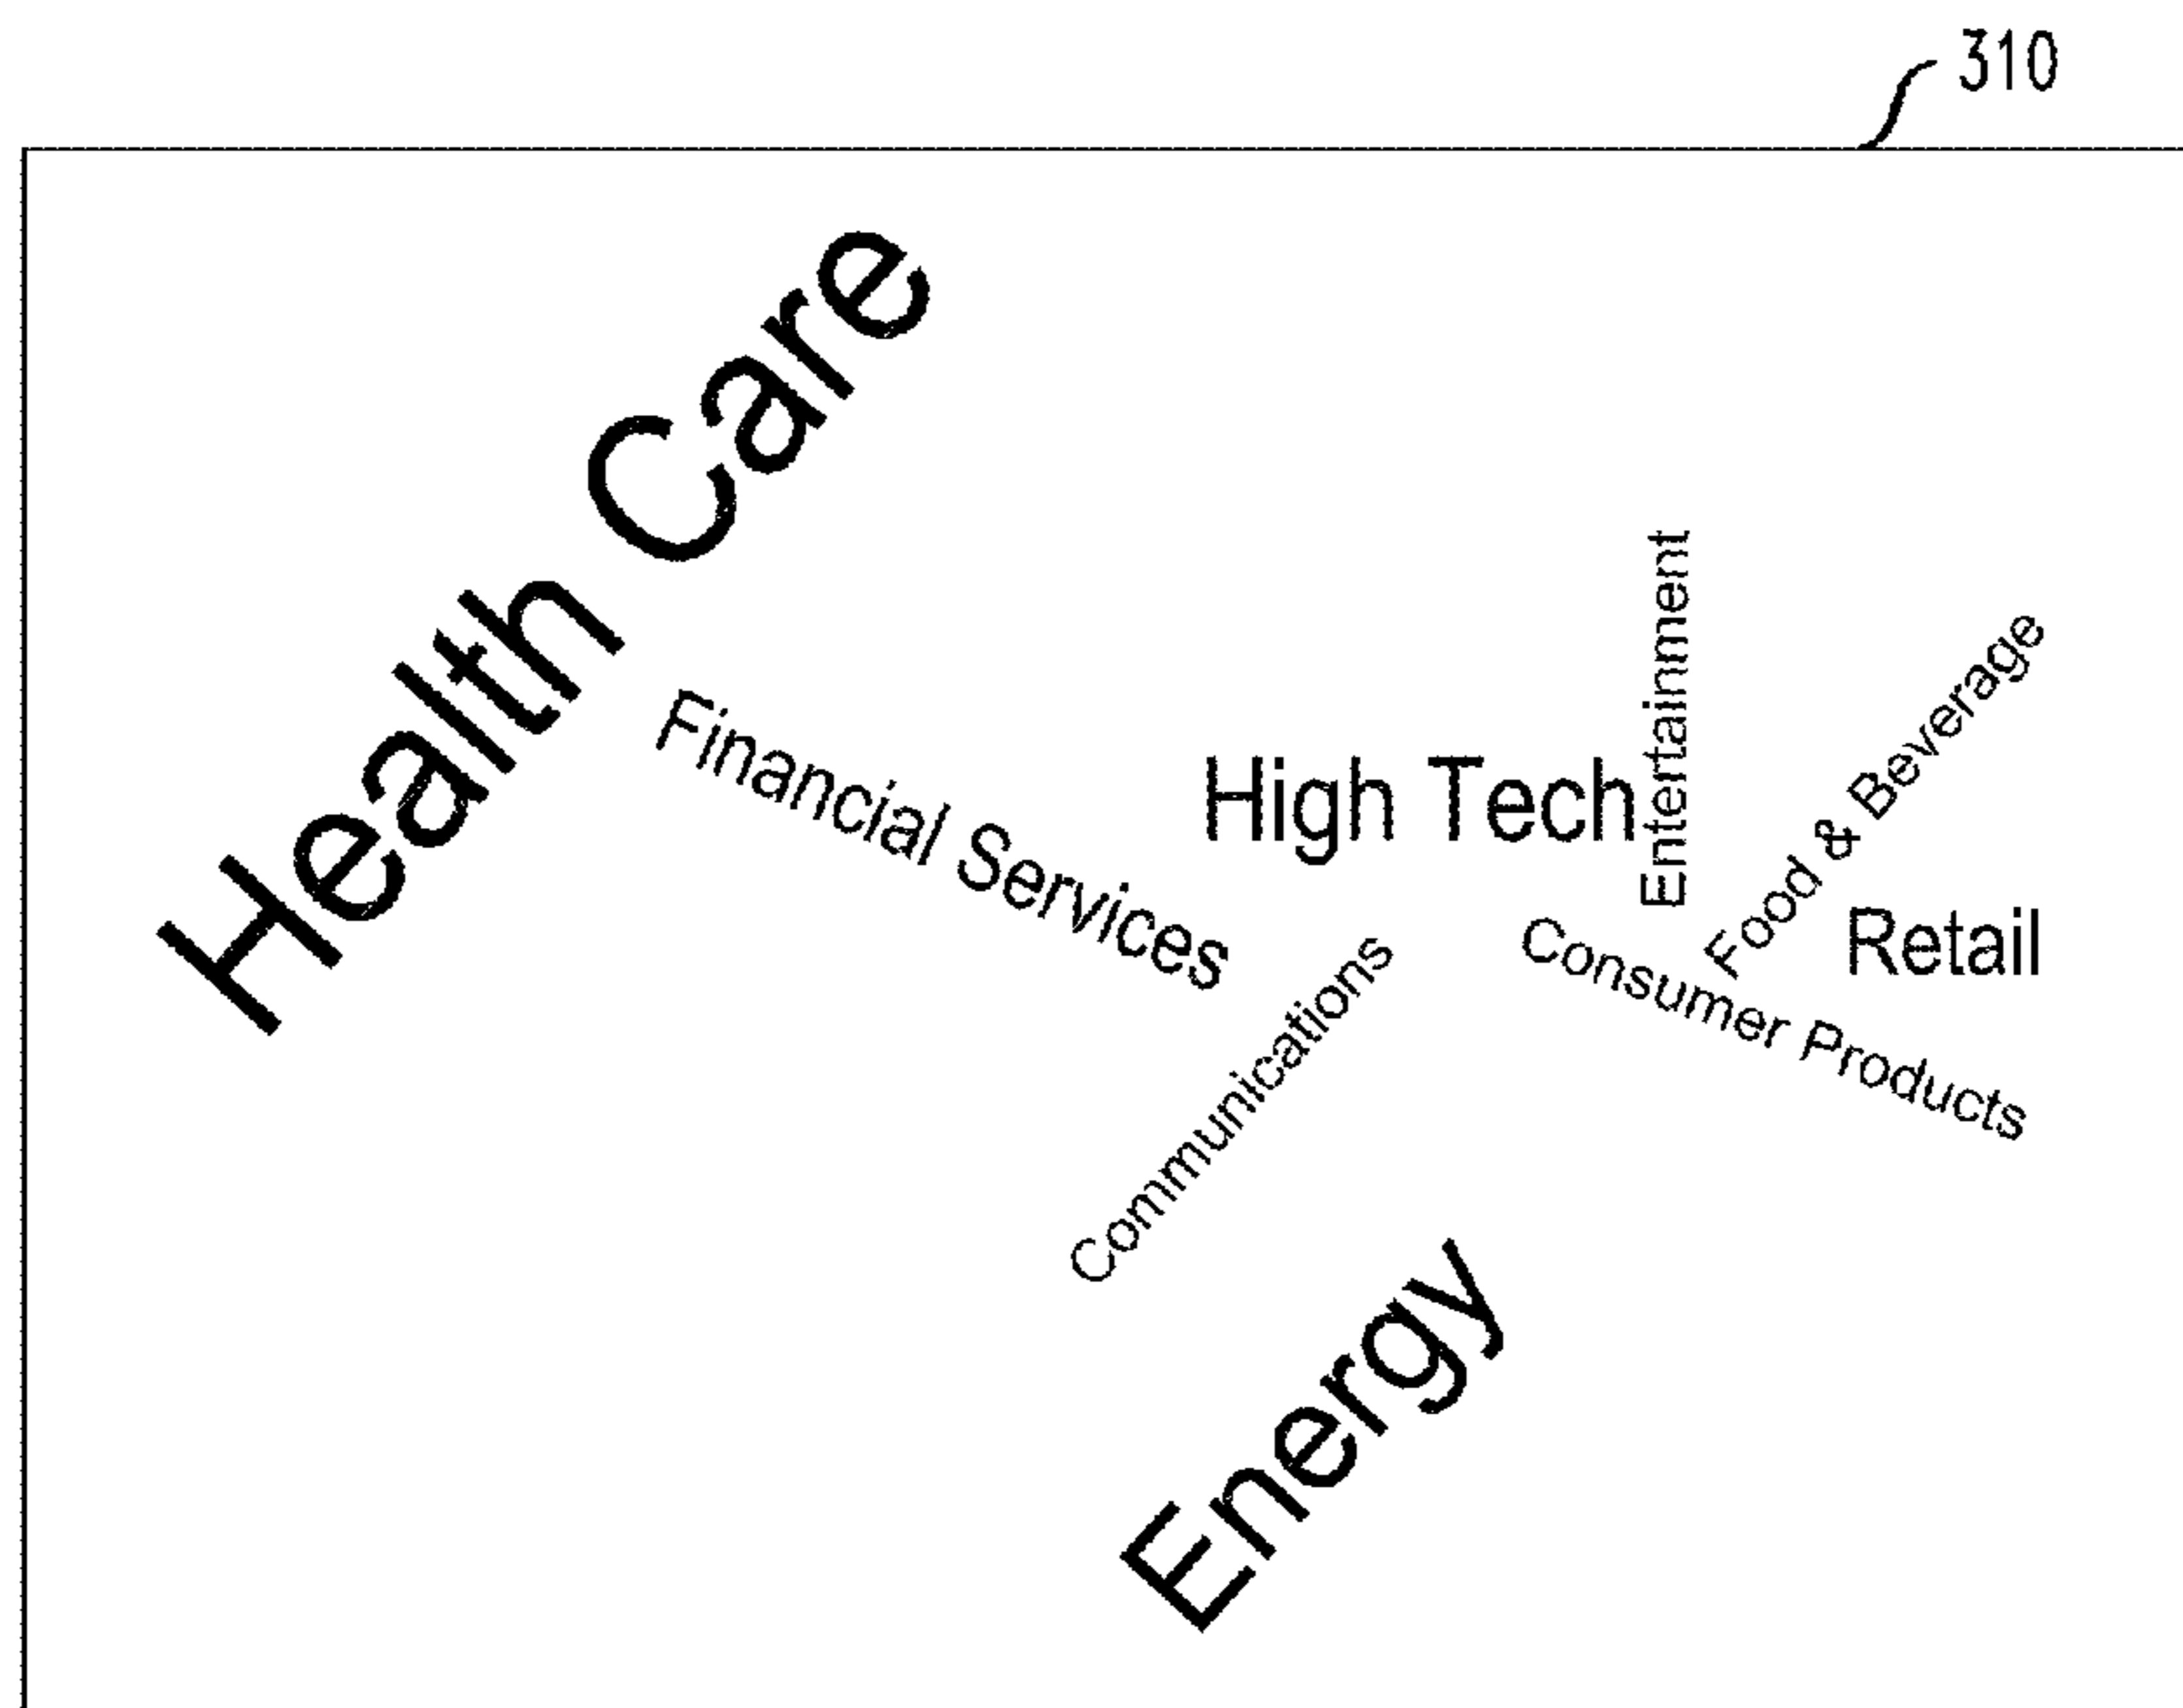 310
Health Care
Financial Services
High Tech
Entertainment
Food & Beverage
Retail
Consumer Products
Communications
Energy